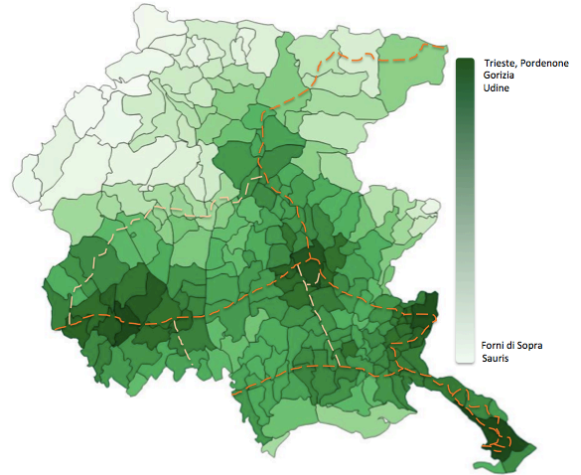 Trieste, Pordenone
Gorizia
Udine
Forni di Sopra
Sauris